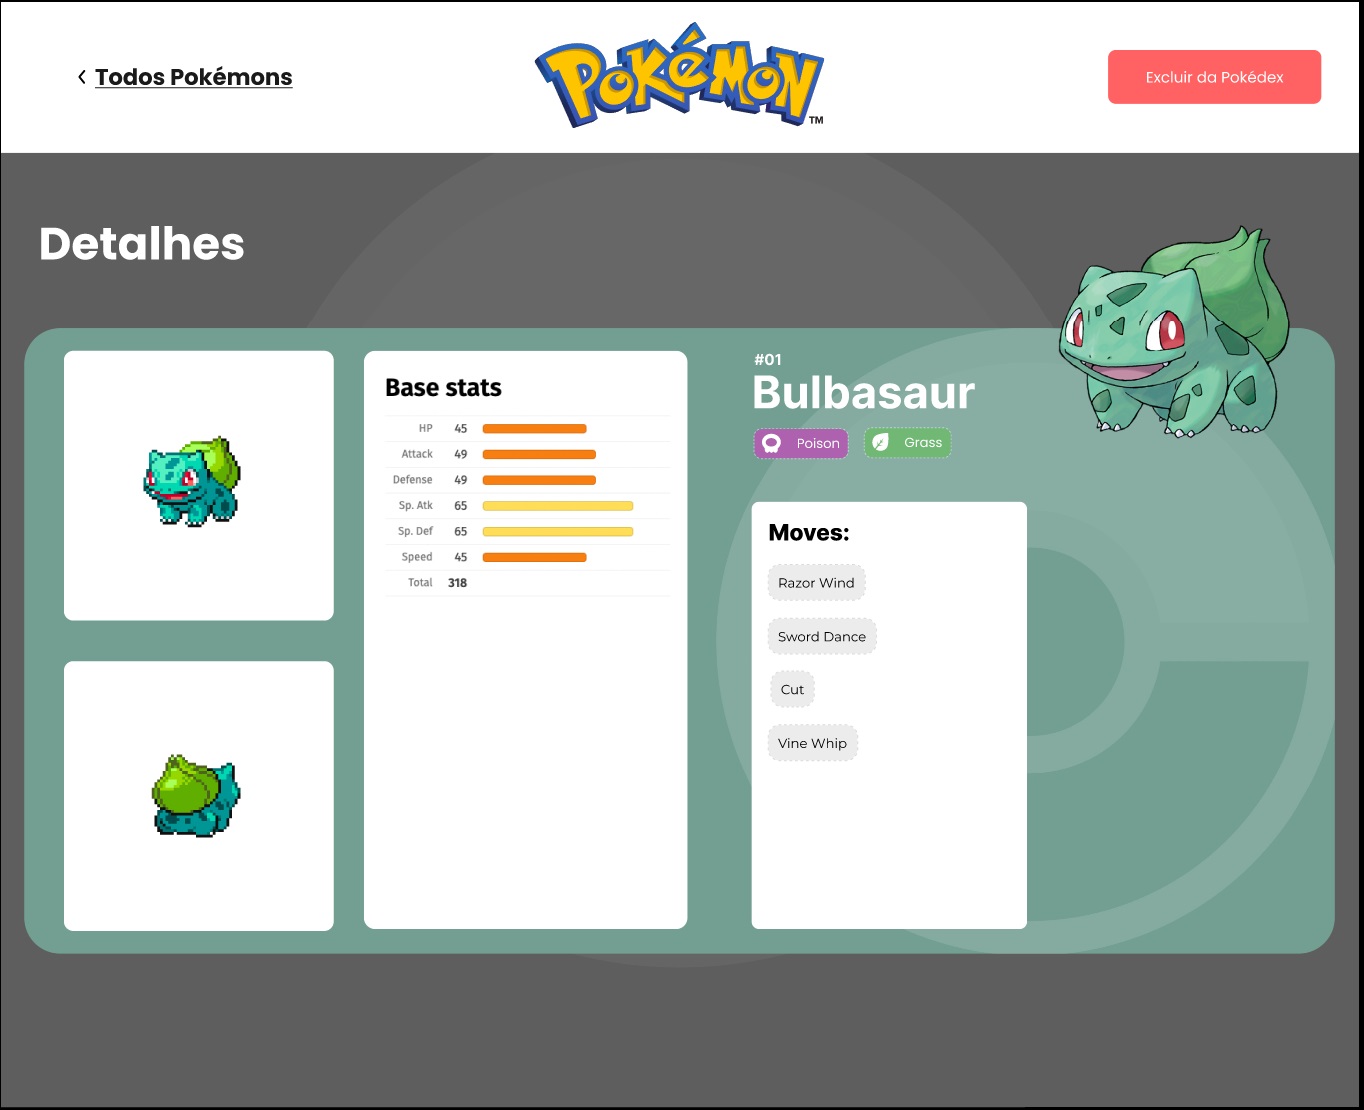 Todos Pokémons
POKéMON
TM
Excluir da Pokédex
Detalhes
Base stats
HP 45
Attack 49
Defense 49
Sp. Atk 65
Sp. Def 65
Speed 45
Total 318
#01
Bulbasaur
Poison Grass
Moves:
Razor Wind
Sword Dance
Cut
Vine Whip